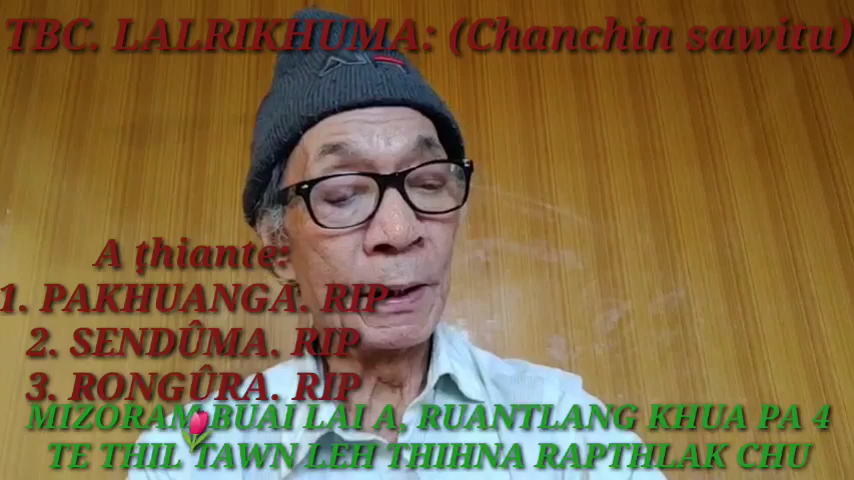 TBC. LALRIKHUMA: (Chanchin sawitu)
A ṭhiante:
1. PAKHUANGA. RIP
2. SENDÛMA. RIP
3. RONGÛRA. RIP
MIZORAM BUAI LAI A, RUANTLANG KHUA PA 4
TE THIL TAWN LEH THIHNA RAPTHLAK CHU